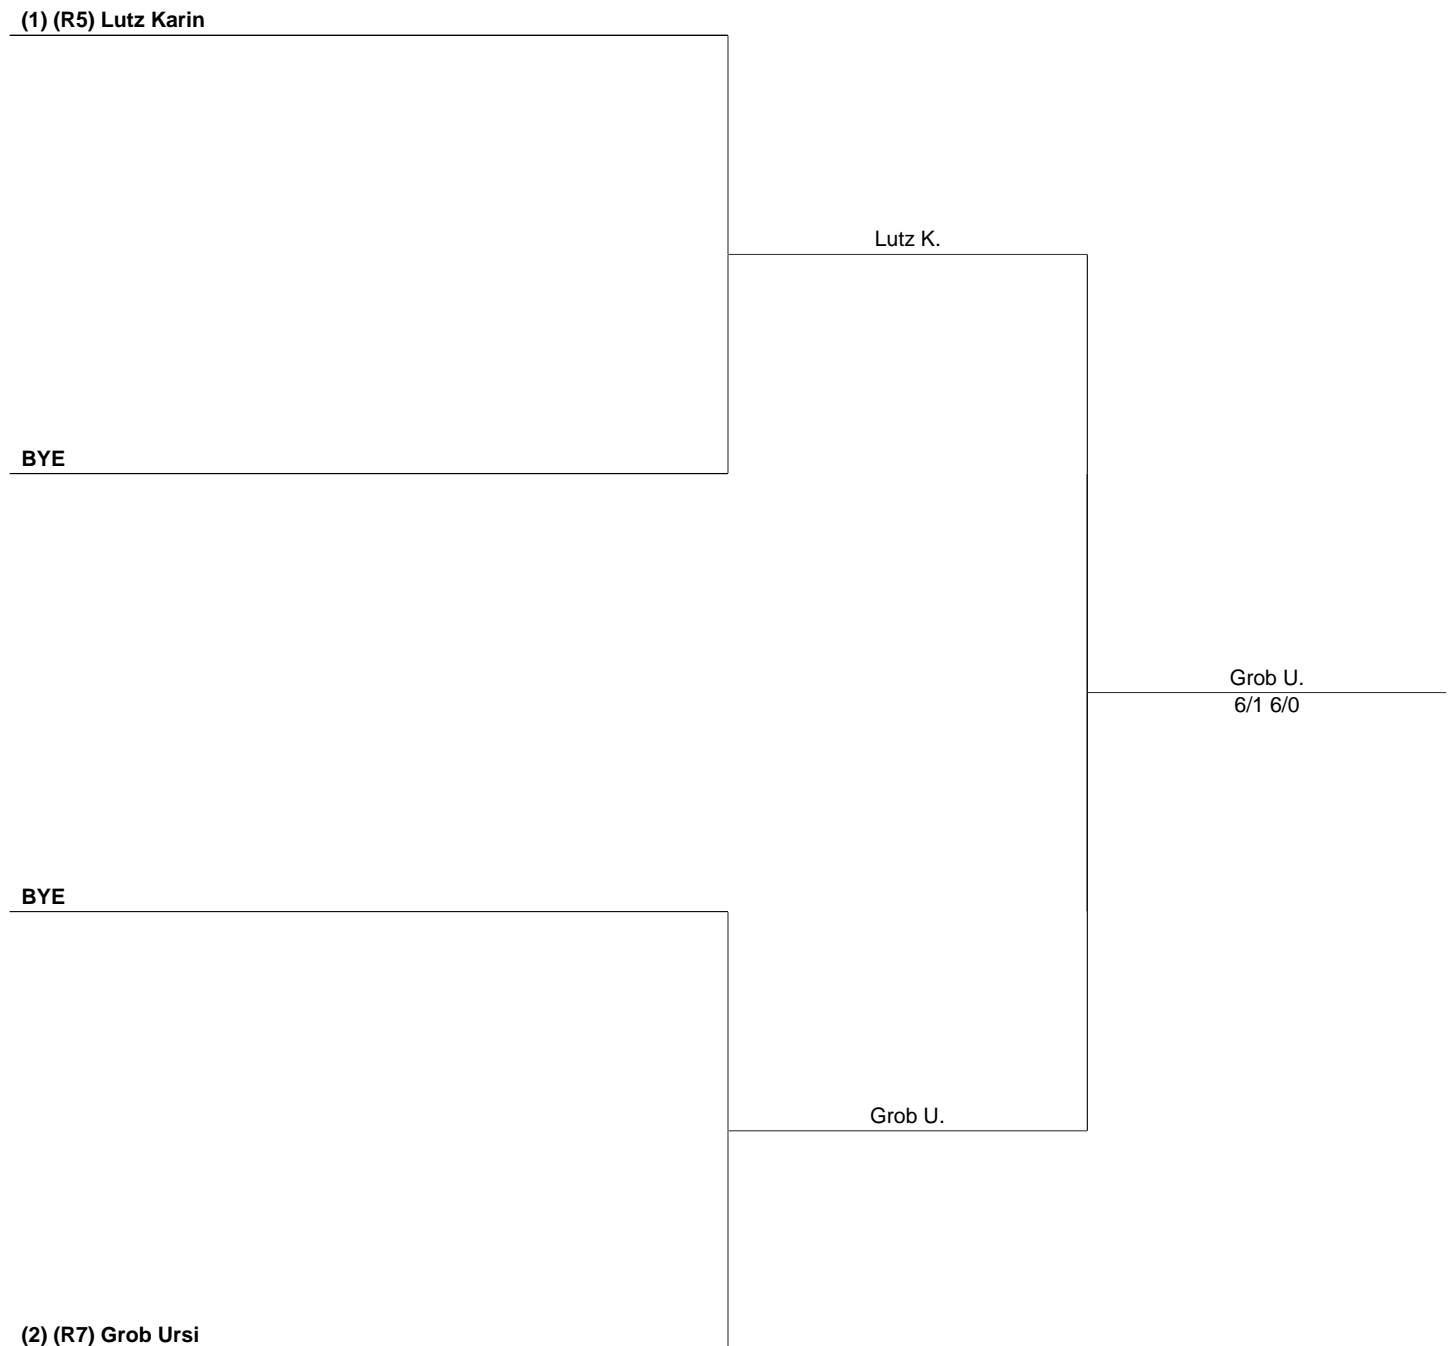 (1) (R5) Lutz Karin
Lutz K.
BYE
Grob U.
6/1 6/0
BYE
Grob U.
(2) (R7) Grob Ursi